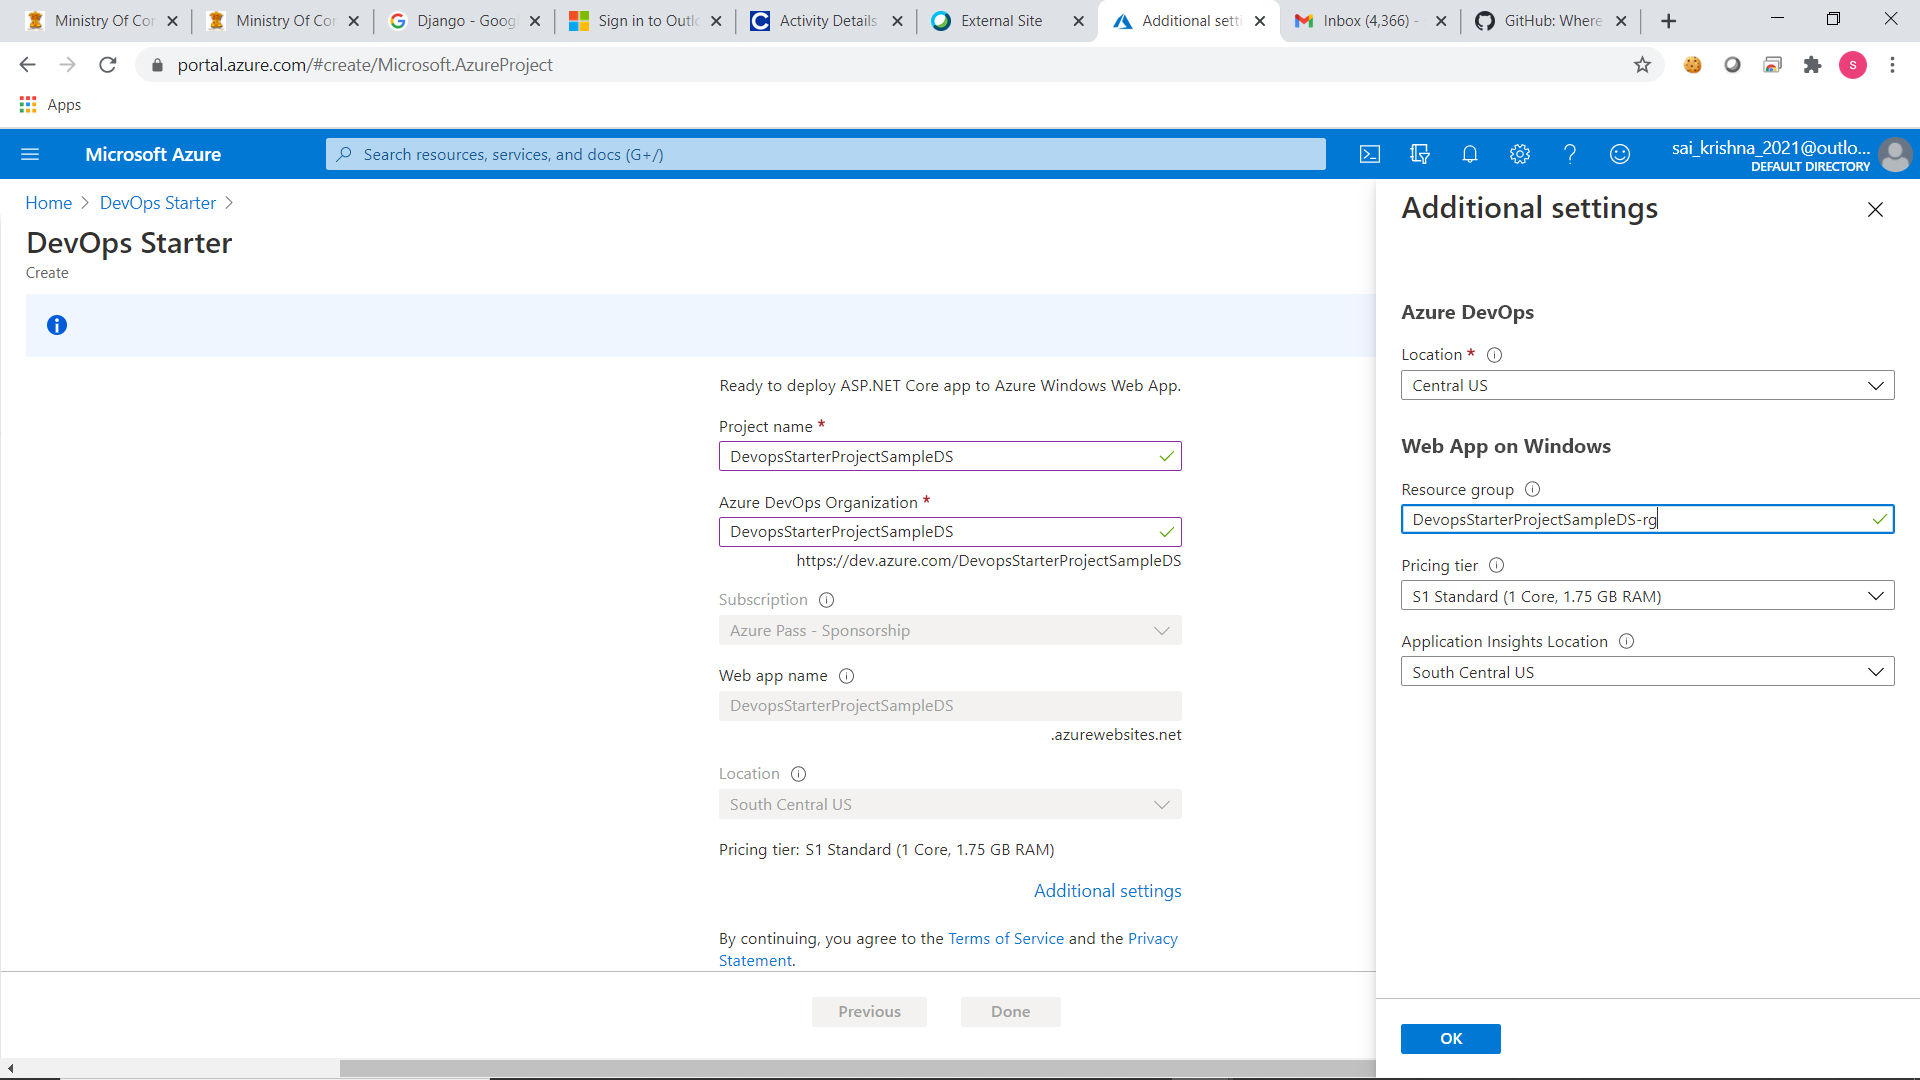 Ministry Of Cor
Ministry Of Cor
Django - Goog
Sign in to Outlo
Activity Details
External Site
Additional setti
Inbox (4,366) -
GitHub: Where
portal.azure.com/#create/Microsoft.AzureProject
s
Apps
Microsoft Azure
Search resources, services, and docs (G+/)
sai_krishna_2021@outlo...
DEFAULT DIRECTORY
Home > DevOps Starter >
DevOps Starter
Create
Ready to deploy ASP.NET Core app to Azure Windows Web App.
Project name *
DevopsStarterProjectSampleDS
Azure DevOps Organization *
DevopsStarterProjectSampleDS
https://dev.azure.com/DevopsStarterProjectSampleDS
Subscription
Azure Pass - Sponsorship
Web app name
DevopsStarterProjectSampleDS
.azurewebsites.net
Location
South Central US
Pricing tier: S1 Standard (1 Core, 1.75 GB RAM)
Additional settings
By continuing, you agree to the Terms of Service and the Privacy
Statement.
Previous
Done
Additional settings
Azure DevOps
Location *
Central US
Web App on Windows
Resource group
DevopsStarterProjectSampleDS-rg
Pricing tier
S1 Standard (1 Core, 1.75 GB RAM)
Application Insights Location
South Central US
OK